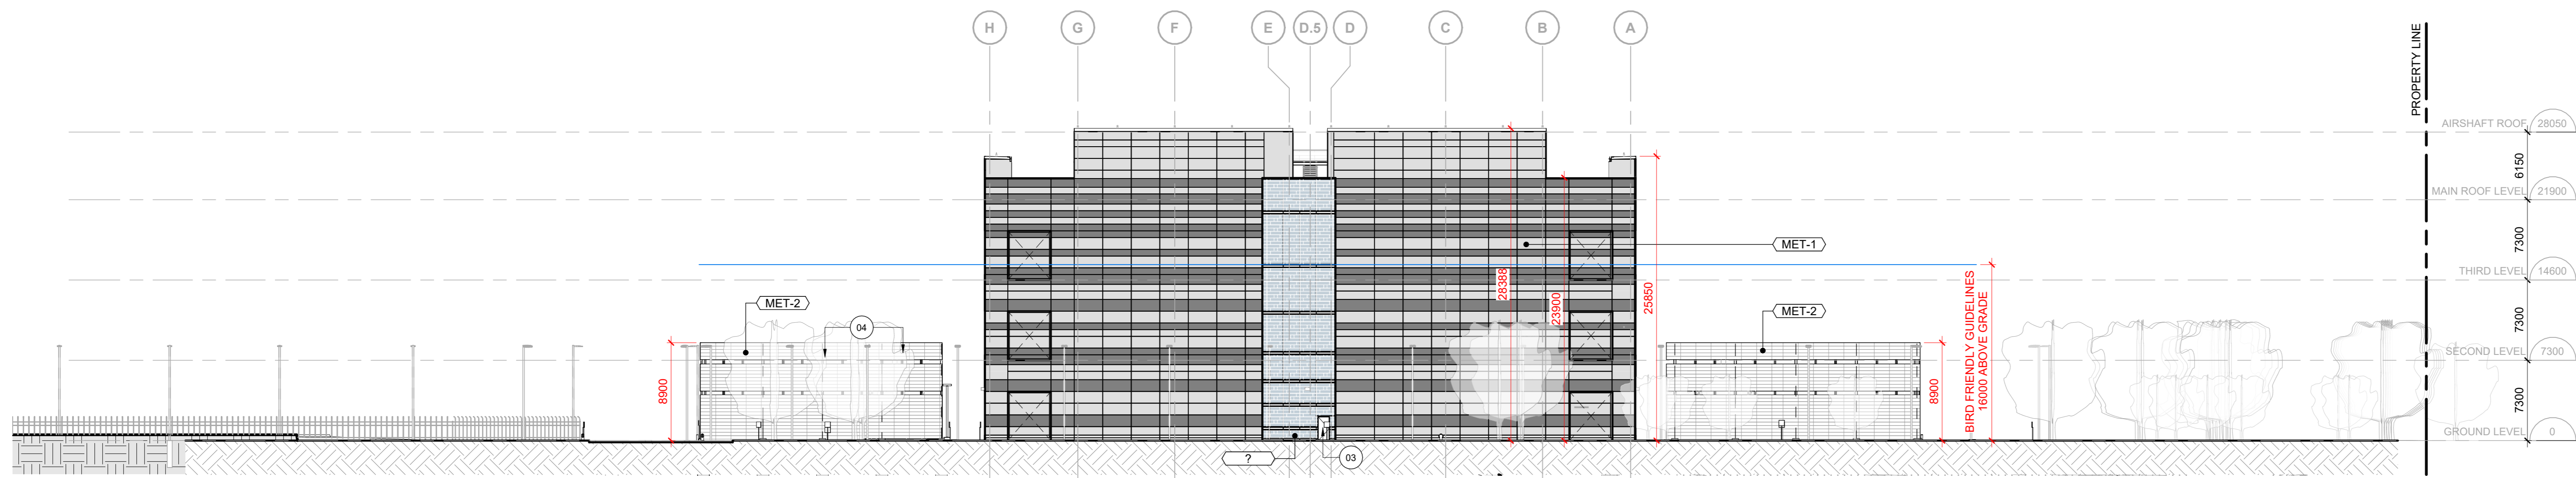 H
G
F
E
D.5
D
C
B
A
PROPERTY LINE
AIRSHAFT ROOF
28050
6150
MAIN ROOF LEVEL
21900
MET-1
7300
BIRD FRIENDLY GUIDELINES
16000 ABOVE GRADE
28388
23900
25850
THIRD LEVEL
14600
MET-2
04
MET-2
7300
8900
8900
SECOND LEVEL
7300
7300
GROUND LEVEL
0
?
03